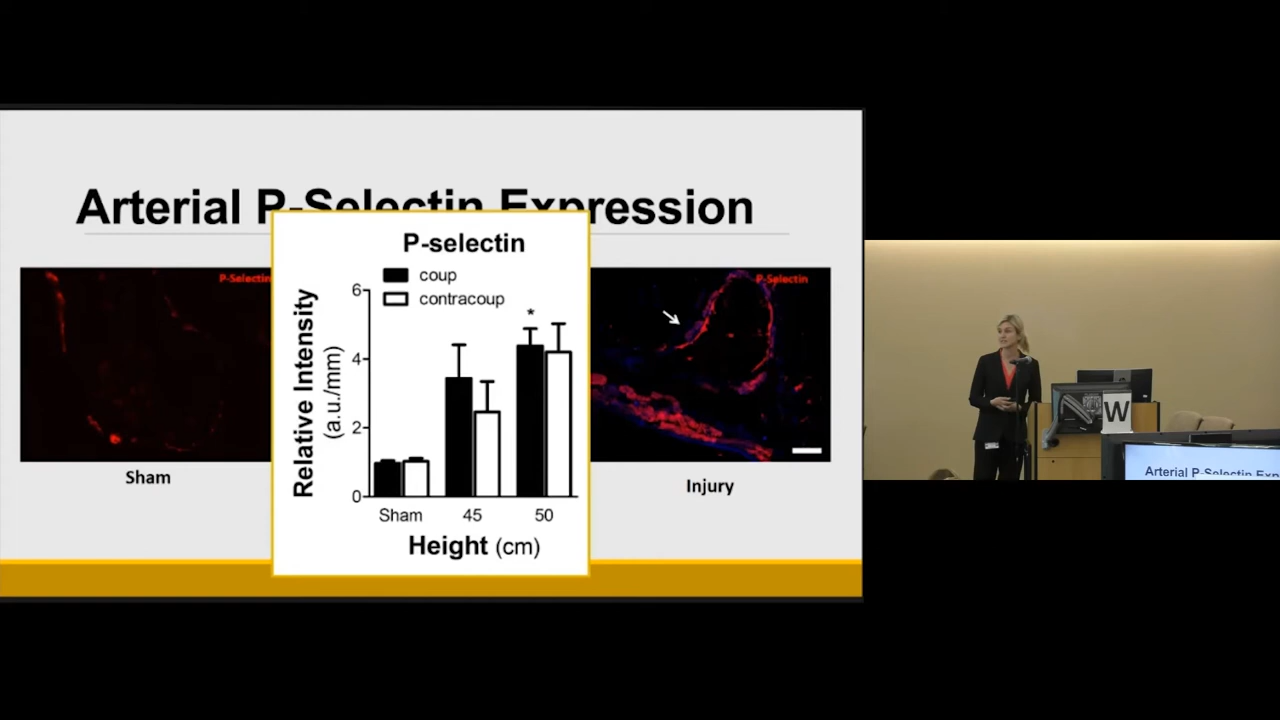 Arterial P-Selectin Expression
P-Selectin
Sham
P-selectin
coup
contracoup
Relative Intensity
(a.u./mm)
6
4
2
0
*
Sham 45 50
Height (cm)
P-Selectin
Injury
W
Arterial P-Selectin Exp